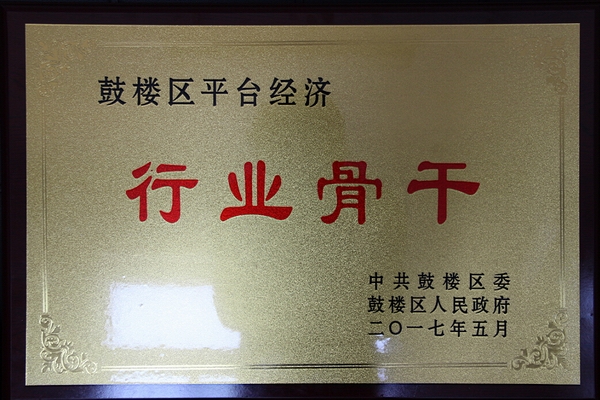 鼓楼区平台经济
行业骨干
中共鼓楼区委
鼓楼区人民政府
二〇一七年五月